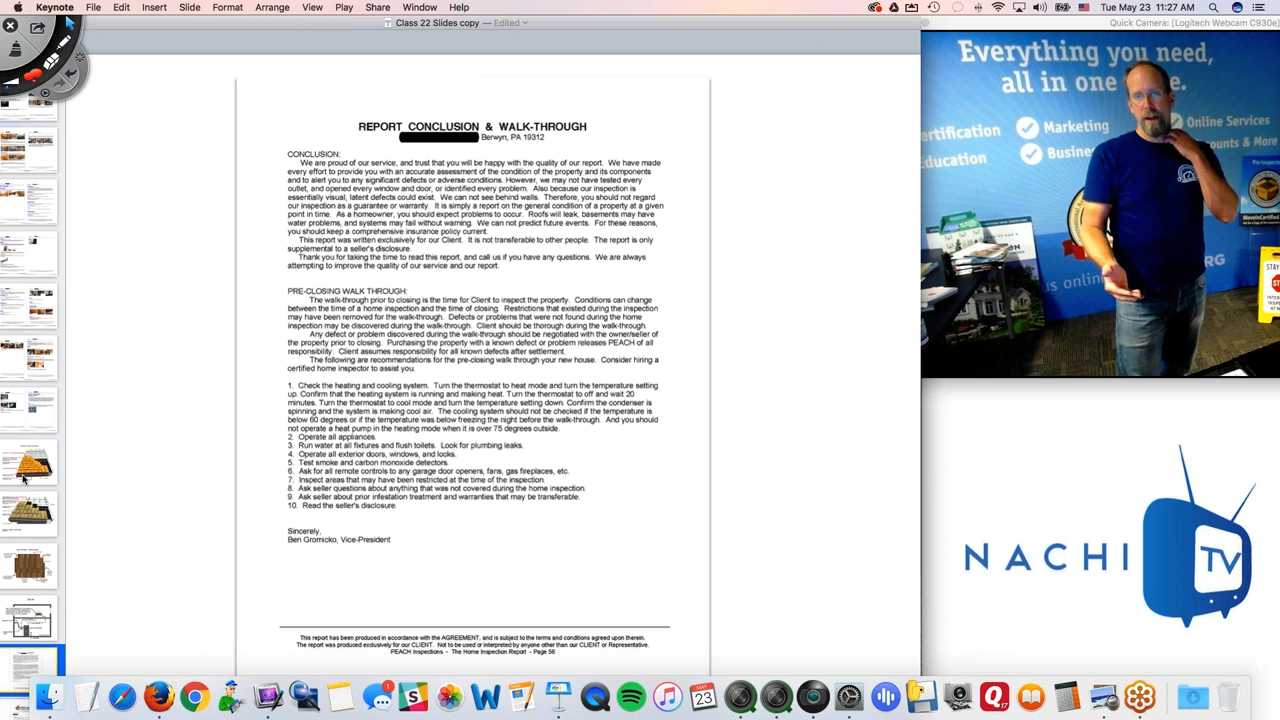 Keynote File Edit Insert Slide Format Arrange View Play Share Window Help
Tue May 23 11:27 AM
Class 22 Slides copy — Edited
Quick Camera: [Logitech Webcam C930e]
REPORT CONCLUSION & WALK-THROUGH
Berwyn, PA 19312
CONCLUSION:
We are proud of our service, and trust that you will be happy with the quality of our report. We have made
every effort to provide you with an accurate assessment of the condition of the property and its components
and to alert you to any significant defects or adverse conditions. However, we may not have tested every
outlet, and opened every window and door, or identified every problem. Also because our inspection is
essentially visual, latent defects could exist. We can not see behind walls. Therefore, you should not regard
our inspection as a guarantee or warranty. It is simply a report on the general condition of a property at a given
point in time. As a homeowner, you should expect problems to occur. Roofs will leak, basements may have
water problems, and systems may fail without warning. We can not predict future events. For these reasons,
you should keep a comprehensive insurance policy current.
This report was written exclusively for our Client. It is not transferable to other people. The report is only
supplemental to a seller's disclosure.
Thank you for taking the time to read this report, and call us if you have any questions. We are always
attempting to improve the quality of our service and our report.
PRE-CLOSING WALK THROUGH:
The walk-through prior to closing is the time for Client to inspect the property. Conditions can change
between the time of a home inspection and the time of closing. Restrictions that existed during the inspection
may have been removed for the walk-through. Defects or problems that were not found during the home
inspection may be discovered during the walk-through. Client should be thorough during the walk-through.
Any defect or problem discovered during the walk-through should be negotiated with the owner/seller of
the property prior to closing. Purchasing the property with a known defect or problem releases PEACH of all
responsibility. Client assumes responsibility for all known defects after settlement.
The following are recommendations for the pre-closing walk through your new house. Consider hiring a
certified home inspector to assist you.
1. Check the heating and cooling system. Turn the thermostat to heat mode and turn the temperature setting
up. Confirm that the heating system is running and making heat. Turn the thermostat to off and wait 20
minutes. Turn the thermostat to cool mode and turn the temperature setting down. Confirm the condenser is
spinning and the system is making cool air. The cooling system should not be checked if the temperature is
below 60 degrees or if the temperature was below freezing the night before the walk-through. And you should
not operate a heat pump in the heating mode when it is over 75 degrees outside.
2. Operate all appliances.
3. Run water at all fixtures and flush toilets. Look for plumbing leaks.
4. Operate all exterior doors, windows, and locks.
5. Test smoke and carbon monoxide detectors.
6. Ask for all remote controls to any garage door openers, fans, gas fireplaces, etc.
7. Inspect areas that may have been restricted at the time of the inspection.
8. Ask seller questions about anything that was not covered during the home inspection.
9. Ask seller about prior infestation treatment and warranties that may be transferable.
10. Read the seller's disclosure.
Sincerely,
Ben Gromicko, Vice-President
This report has been produced in accordance with the AGREEMENT, and is subject to the terms and conditions agreed upon therein.
The report was produced exclusively for our CLIENT. Not to be used or interpreted by anyone other than our CLIENT or Representative.
PEACH Inspections - The Home Inspection Report - Page 56
Everything you need,
all in one
Marketing
Online
STAY
us online
NACHI TV
MAY
23
1
17